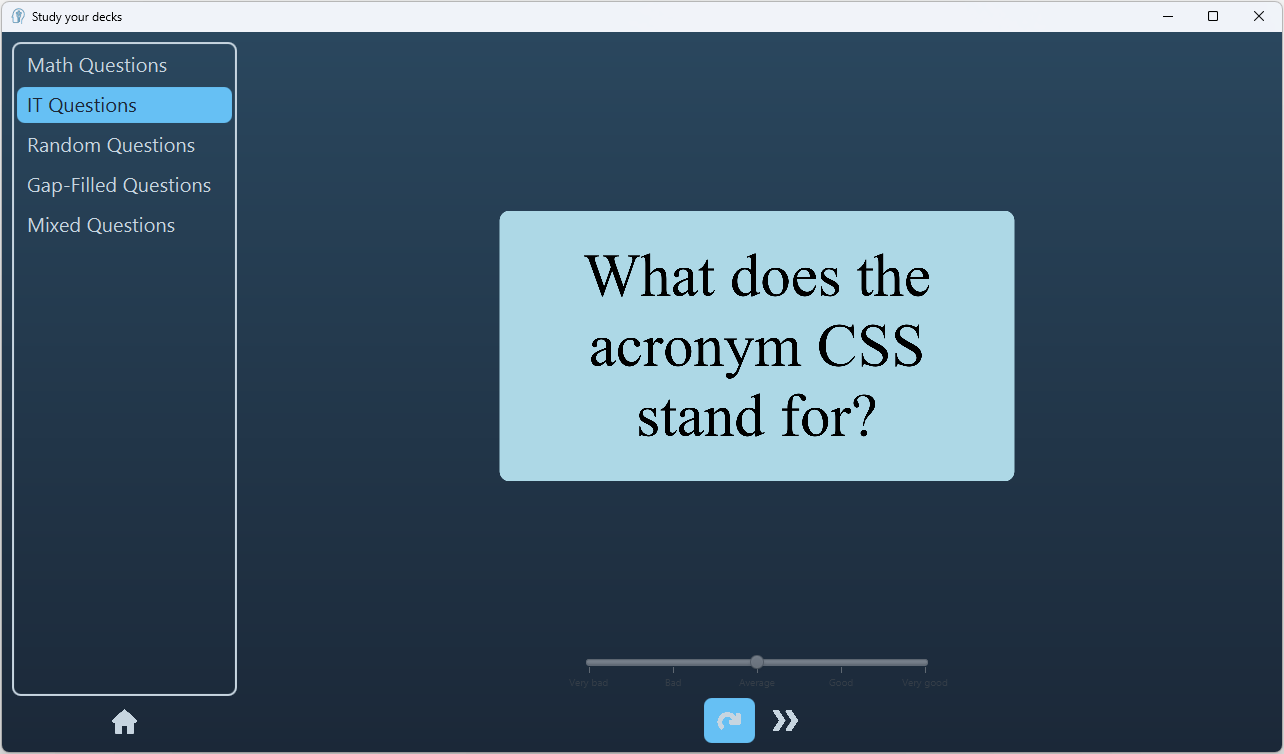 Study your decks
Math Questions
IT Questions
Random Questions
Gap-Filled Questions
Mixed Questions
What does the
acronym CSS
stand for?
Very bad
Bad
Average
Good
Very good